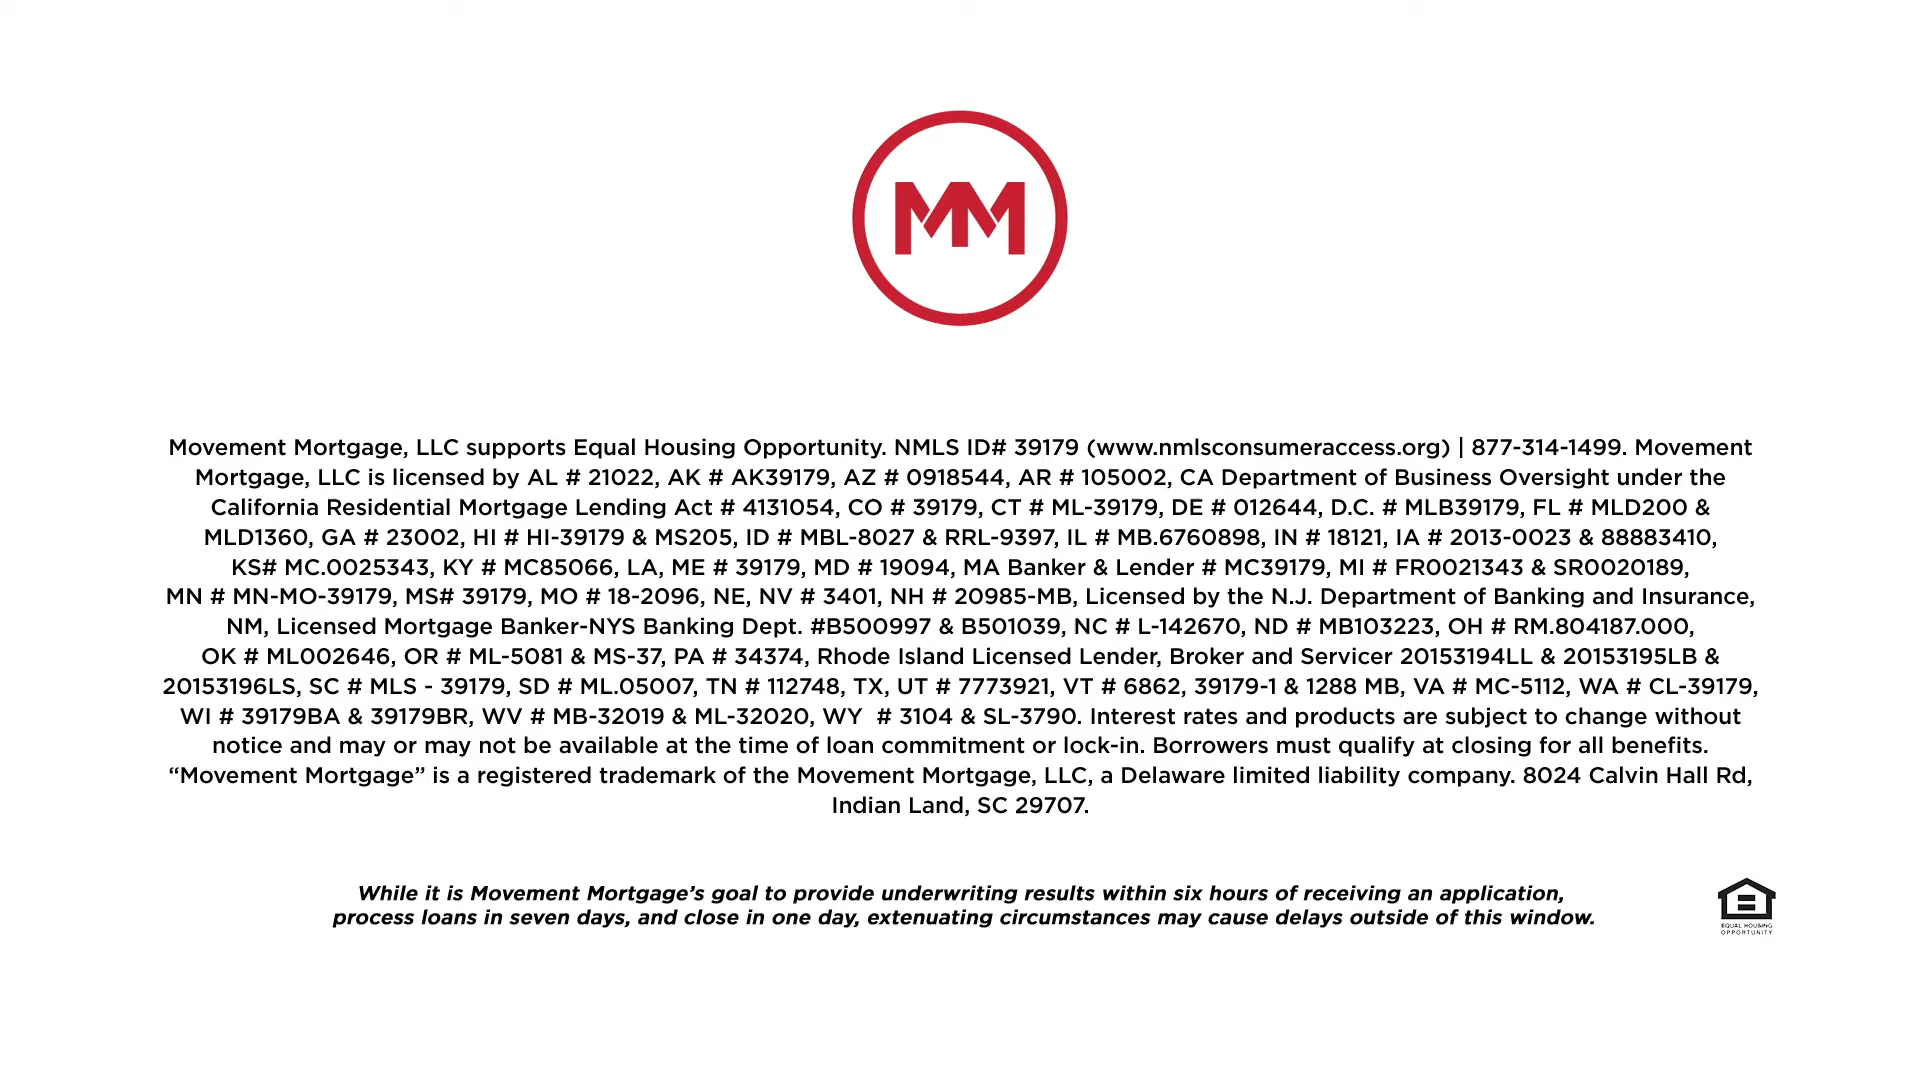 MM
Movement Mortgage, LLC supports Equal Housing Opportunity. NMLS ID# 39179 (www.nmlsconsumeraccess.org) | 877-314-1499. Movement
Mortgage, LLC is licensed by AL # 21022, AK # AK39179, AZ # 0918544, AR # 105002, CA Department of Business Oversight under the
California Residential Mortgage Lending Act # 4131054, CO # 39179, CT # ML-39179, DE # 012644, D.C. # MLB39179, FL # MLD200 &
MLD1360, GA # 23002, HI # HI-39179 & MS205, ID # MBL-8027 & RRL-9397, IL # MB.6760898, IN # 18121, IA # 2013-0023 & 88883410,
KS# MC.0025343, KY # MC85066, LA, ME # 39179, MD # 19094, MA Banker & Lender # MC39179, MI # FR0021343 & SR0020189,
MN # MN-MO-39179, MS# 39179, MO # 18-2096, NE, NV # 3401, NH # 20985-MB, Licensed by the N.J. Department of Banking and Insurance,
NM, Licensed Mortgage Banker-NYS Banking Dept. #B500997 & B501039, NC # L-142670, ND # MB103223, OH # RM.804187.000,
OK # ML002646, OR # ML-5081 & MS-37, PA # 34374, Rhode Island Licensed Lender, Broker and Servicer 20153194LL & 20153195LB &
20153196LS, SC # MLS - 39179, SD # ML.05007, TN # 112748, TX, UT # 7773921, VT # 6862, 39179-1 & 1288 MB, VA # MC-5112, WA # CL-39179,
WI # 39179BA & 39179BR, WV # MB-32019 & ML-32020, WY  # 3104 & SL-3790. Interest rates and products are subject to change without
notice and may or may not be available at the time of loan commitment or lock-in. Borrowers must qualify at closing for all benefits.
“Movement Mortgage” is a registered trademark of the Movement Mortgage, LLC, a Delaware limited liability company. 8024 Calvin Hall Rd,
Indian Land, SC 29707.
While it is Movement Mortgage’s goal to provide underwriting results within six hours of receiving an application,
process loans in seven days, and close in one day, extenuating circumstances may cause delays outside of this window.
EQUAL HOUSING
OPPORTUNITY